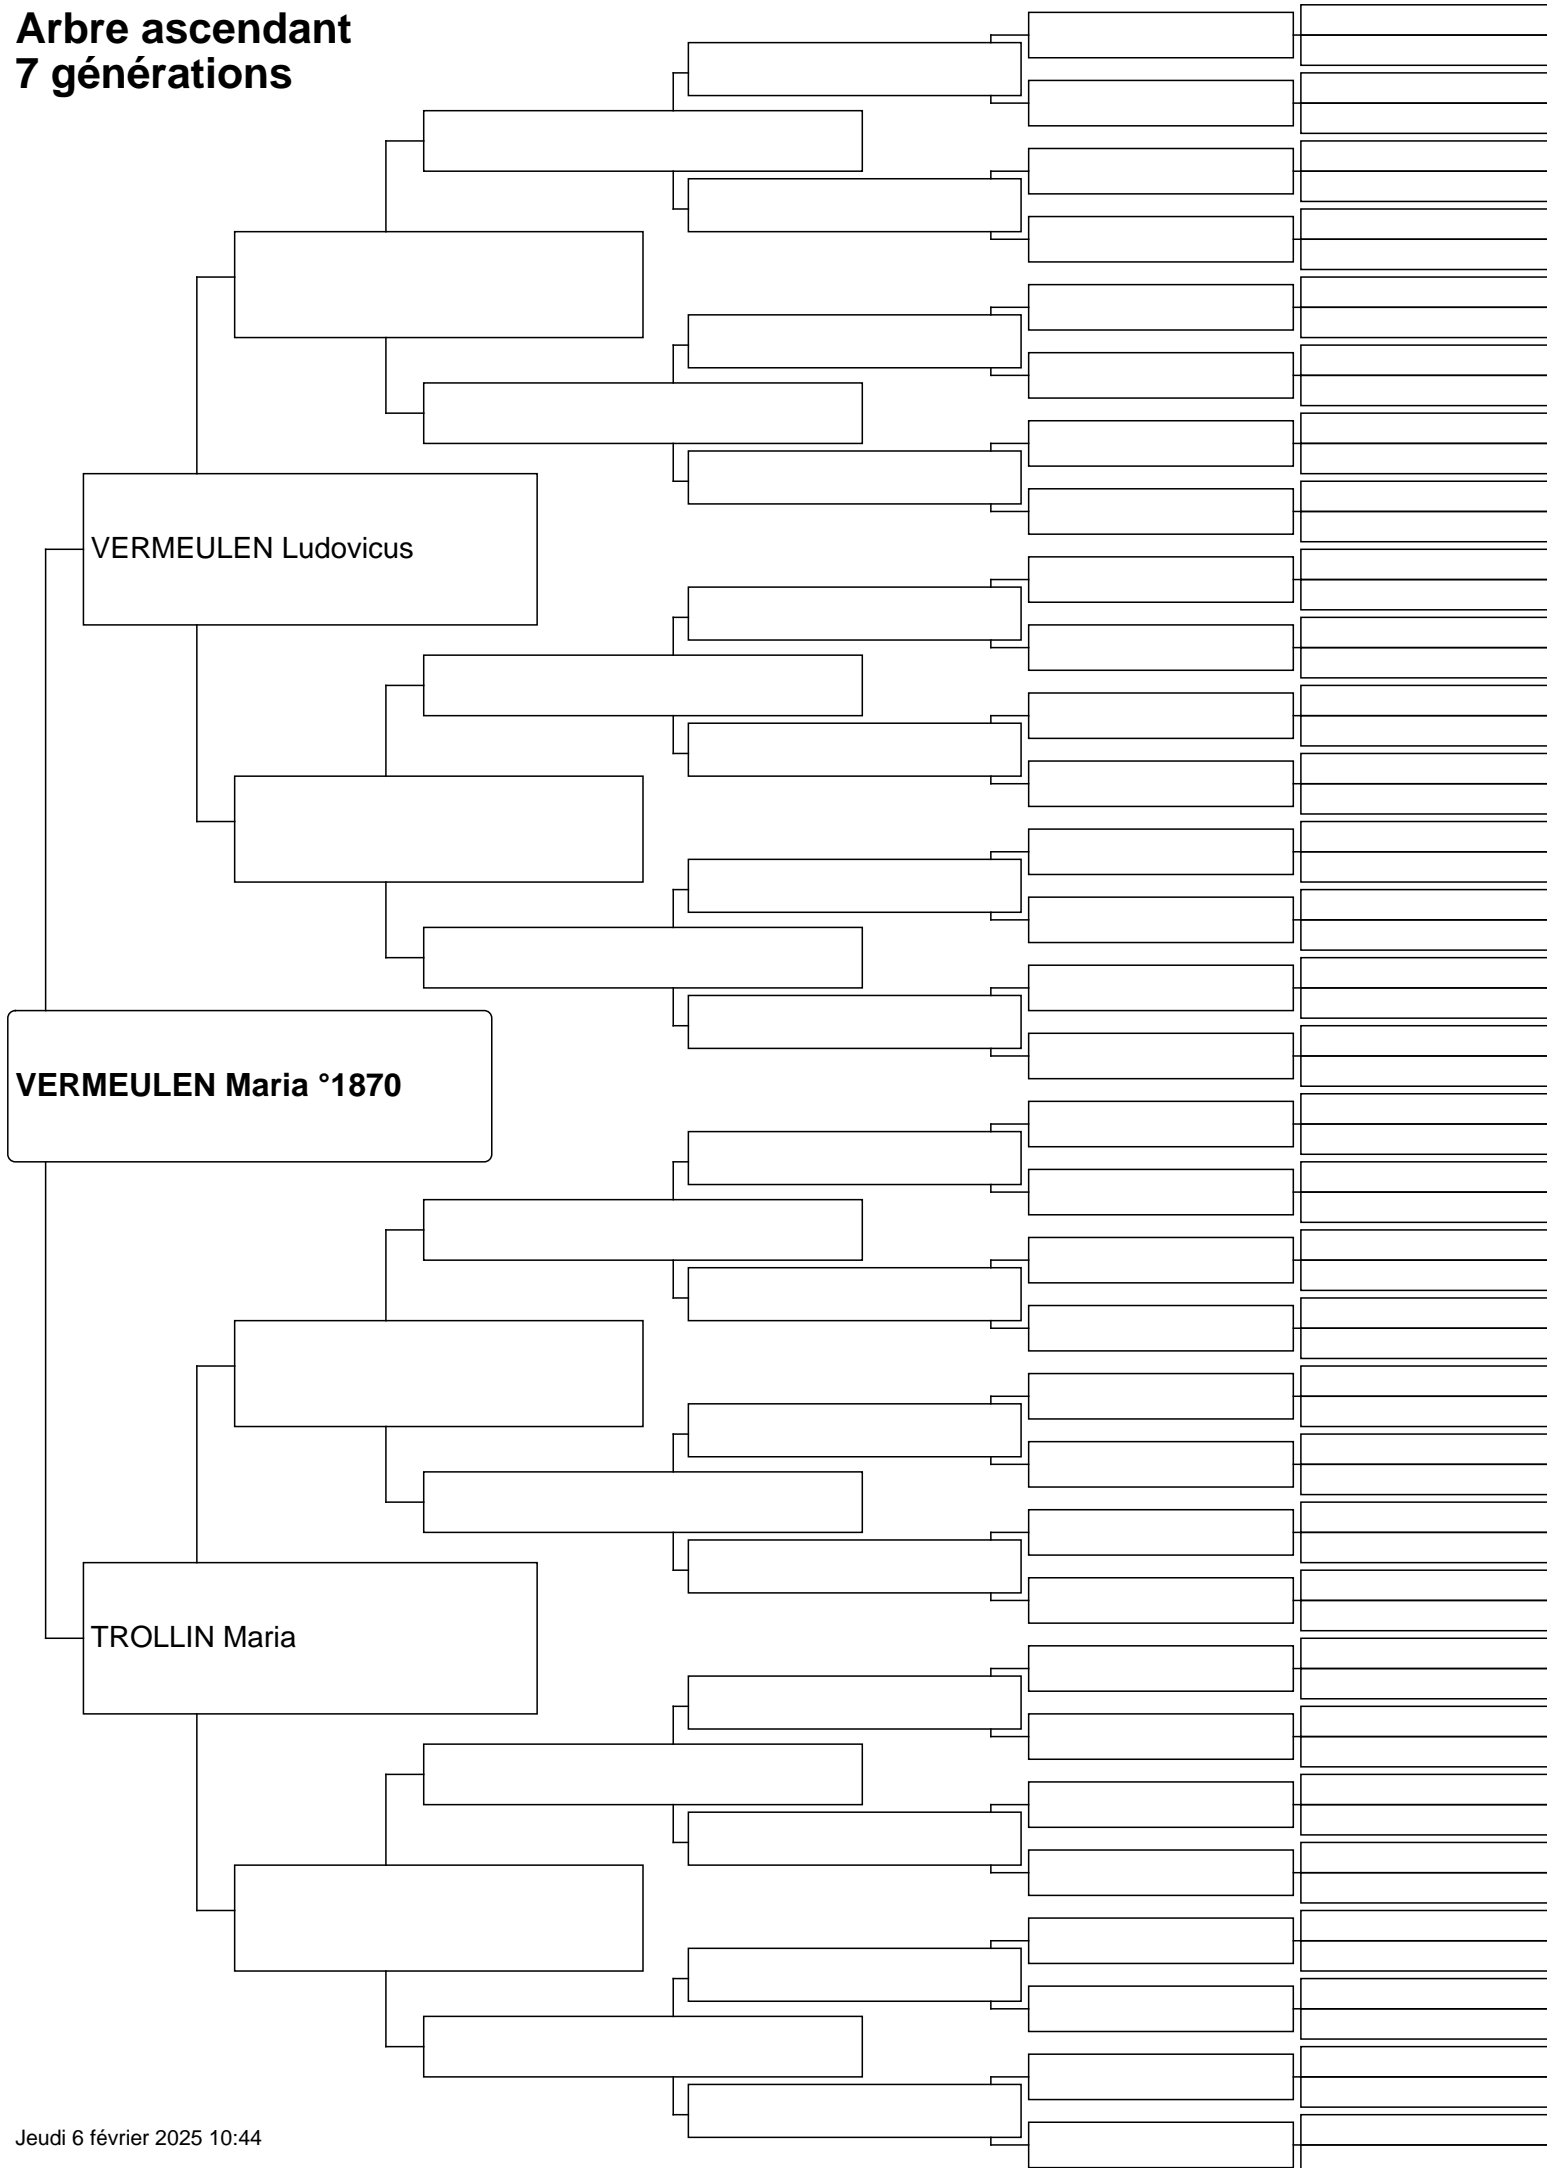 Arbre ascendant
7 générations
VERMEULEN Ludovicus
VERMEULEN Maria °1870
TROLLIN Maria
Jeudi 6 février 2025 10:44